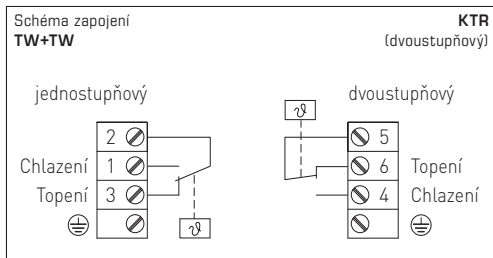 Schéma zapojení KTR
TW+TW (dvoustupňový)
jednostupňový dvoustupňový
2 5
Chlazení 1 6 Topení
Topení 3 4 Chlazení
ϑ
ϑ